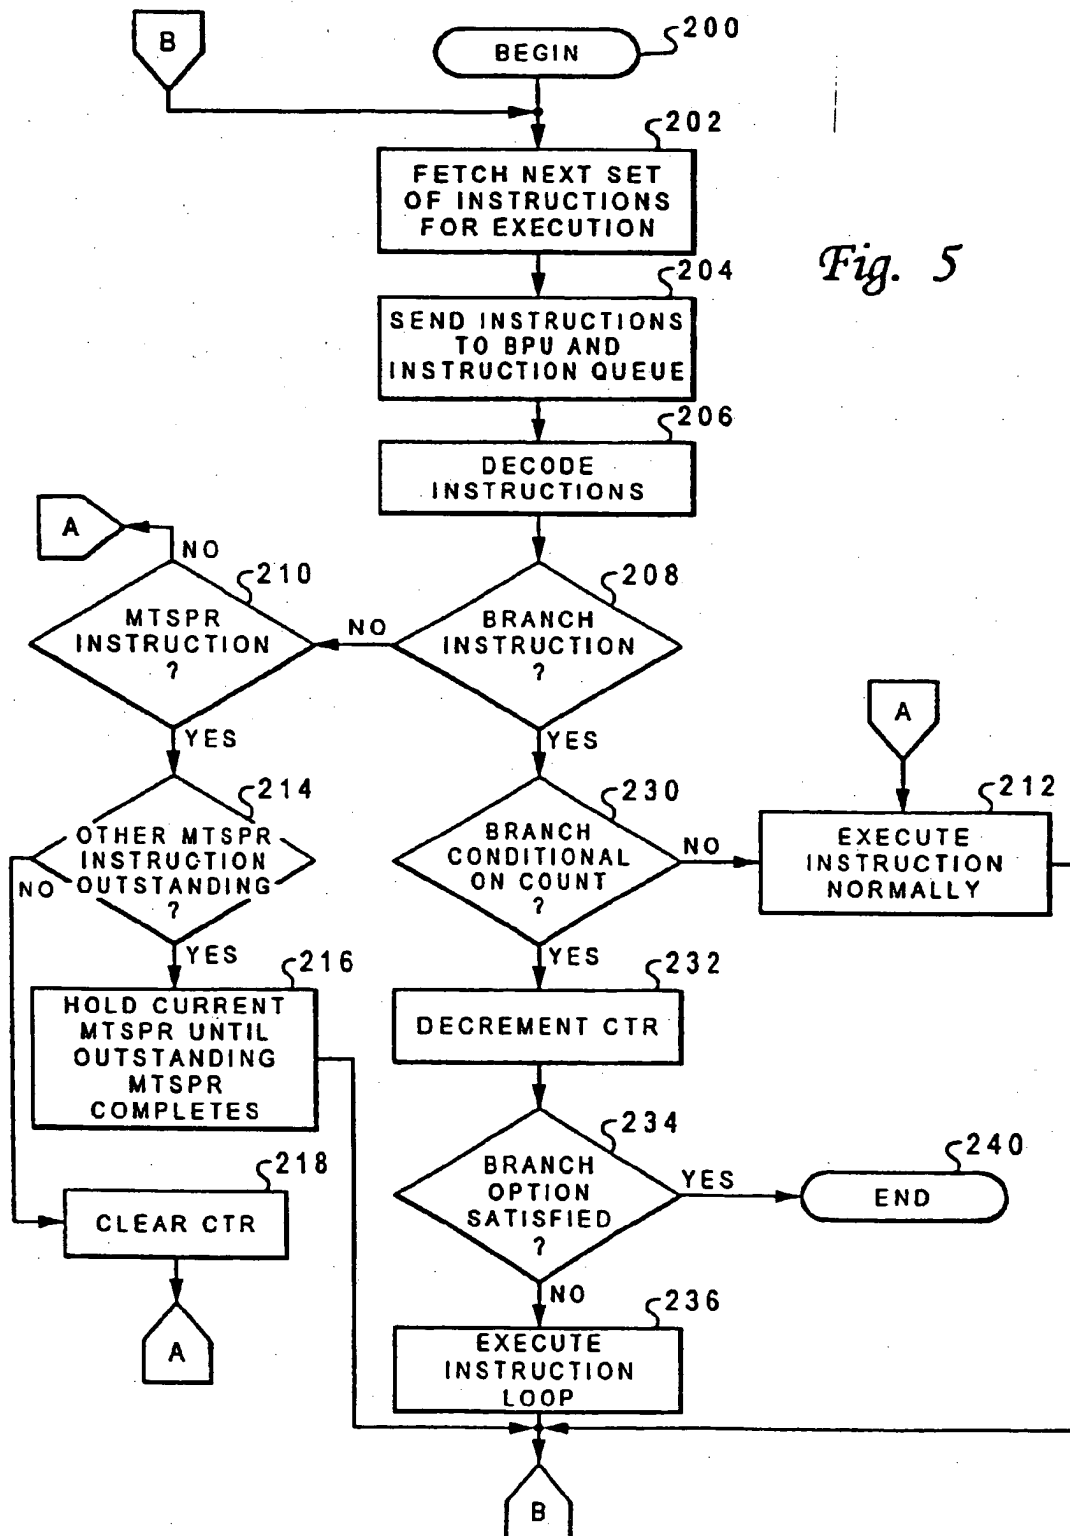 B
BEGIN
200
202
FETCH NEXT SET
OF INSTRUCTIONS
FOR EXECUTION
Fig. 5
204
SEND INSTRUCTIONS
TO BPU AND
INSTRUCTION QUEUE
206
DECODE
INSTRUCTIONS
A
NO
210
MTSPR
INSTRUCTION
?
NO
208
BRANCH
INSTRUCTION
?
YES
YES
A
214
OTHER MTSPR
INSTRUCTION
OUTSTANDING
?
NO
YES
230
BRANCH
CONDITIONAL
ON COUNT
?
NO
YES
212
EXECUTE
INSTRUCTION
NORMALLY
216
HOLD CURRENT
MTSPR UNTIL
OUTSTANDING
MTSPR
COMPLETES
232
DECREMENT CTR
218
CLEAR CTR
A
234
BRANCH
OPTION
SATISFIED
?
YES
240
END
NO
236
EXECUTE
INSTRUCTION
LOOP
B